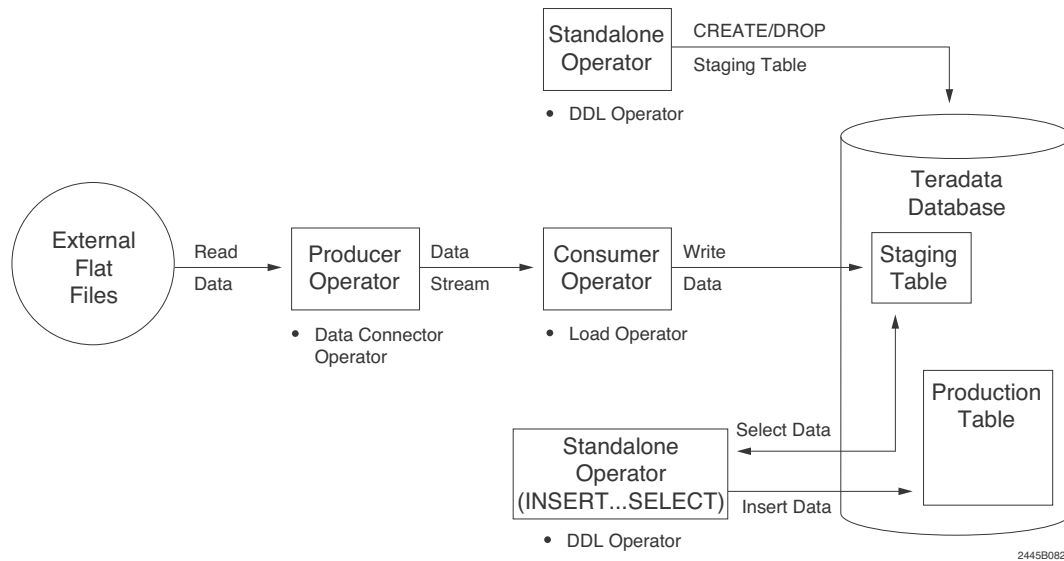 Standalone
Operator
CREATE/DROP
Staging Table
• DDL Operator
Teradata
Database
External
Flat
Files
Read
Data
Producer
Operator
• Data Connector
Operator
Data
Stream
Consumer
Operator
• Load Operator
Write
Data
Staging
Table
Production
Table
Select Data
Standalone
Operator
(INSERT...SELECT)
Insert Data
• DDL Operator
2445B082